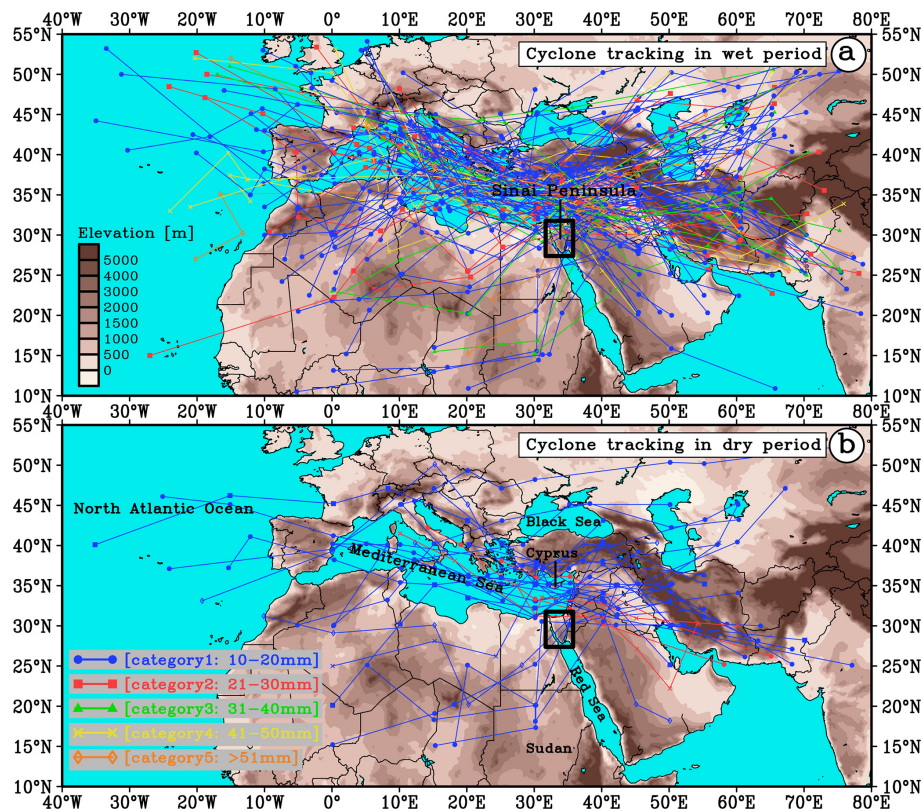 40°W 30°W 20°W 10°W 0°W 10°E 20°E 30°E 40°E 50°E 60°E 70°E 80°E
55°N 55°N
Cyclone tracking in wet period a
50°N 50°N
45°N 45°N
40°N 40°N
35°N 35°N
Sinai Peninsula
30°N 30°N
Elevation [m]
5000
25°N 25°N
4000
3000
20°N 20°N
2000
1500
1000
15°N 15°N
500
0
10°N 10°N
40°W 30°W 20°W 10°W 0°W 10°E 20°E 30°E 40°E 50°E 60°E 70°E 80°E
55°N 55°N
Cyclone tracking in dry period b
50°N 50°N
45°N 45°N
North Atlantic Ocean
Black Sea
40°N 40°N
Cyprus
Mediterranean Sea
35°N 35°N
30°N 30°N
[category1: 10-20mm]
25°N 25°N
[category2: 21-30mm]
Red Sea
[category3: 31-40mm]
20°N 20°N
[category4: 41-50mm]
Sudan
15°N 15°N
[category5: >51mm]
10°N 10°N
40°W 30°W 20°W 10°W 0°W 10°E 20°E 30°E 40°E 50°E 60°E 70°E 80°E